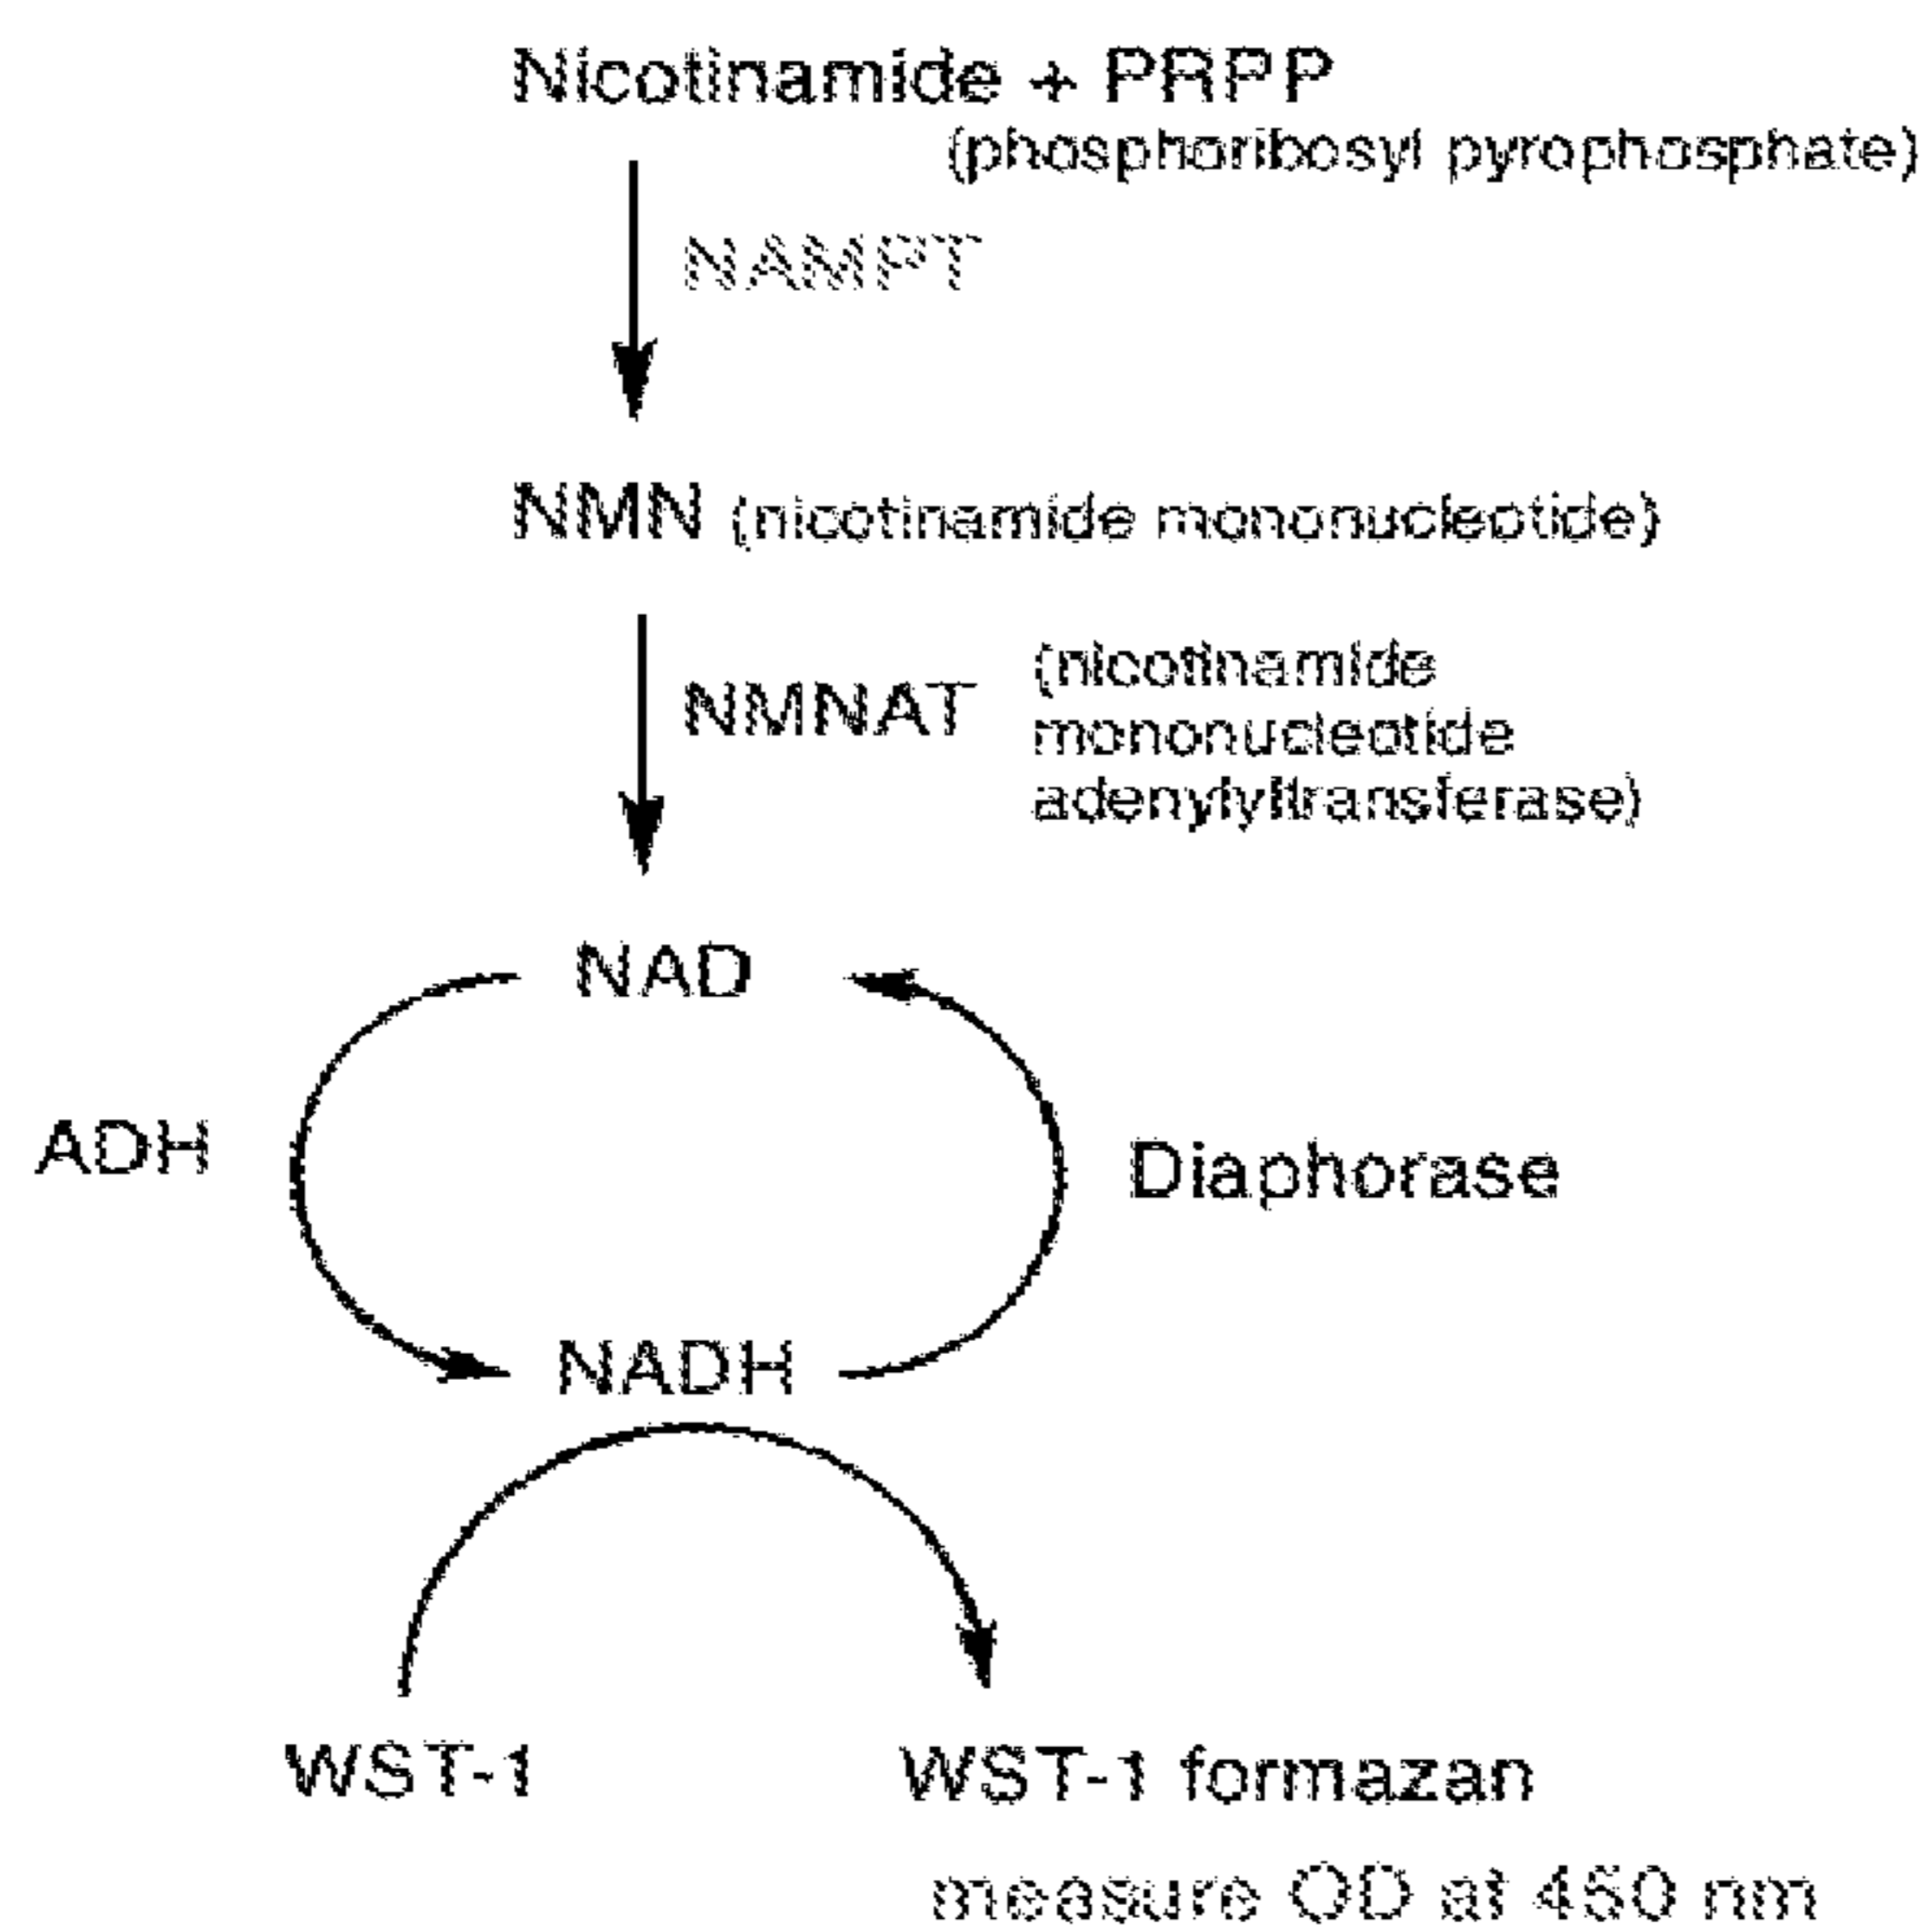 Nicotinamide + PRPP
(phosphoribosyl pyrophosphate)
NAMPT
NMN (nicotinamide mononucleotide)
NMNAT
(nicotinamide
mononucleotide
adenylyltransferase)
NAD
ADH
Diaphorase
NADH
WST-1
WST-1 formazan
measure OD at 450 nm